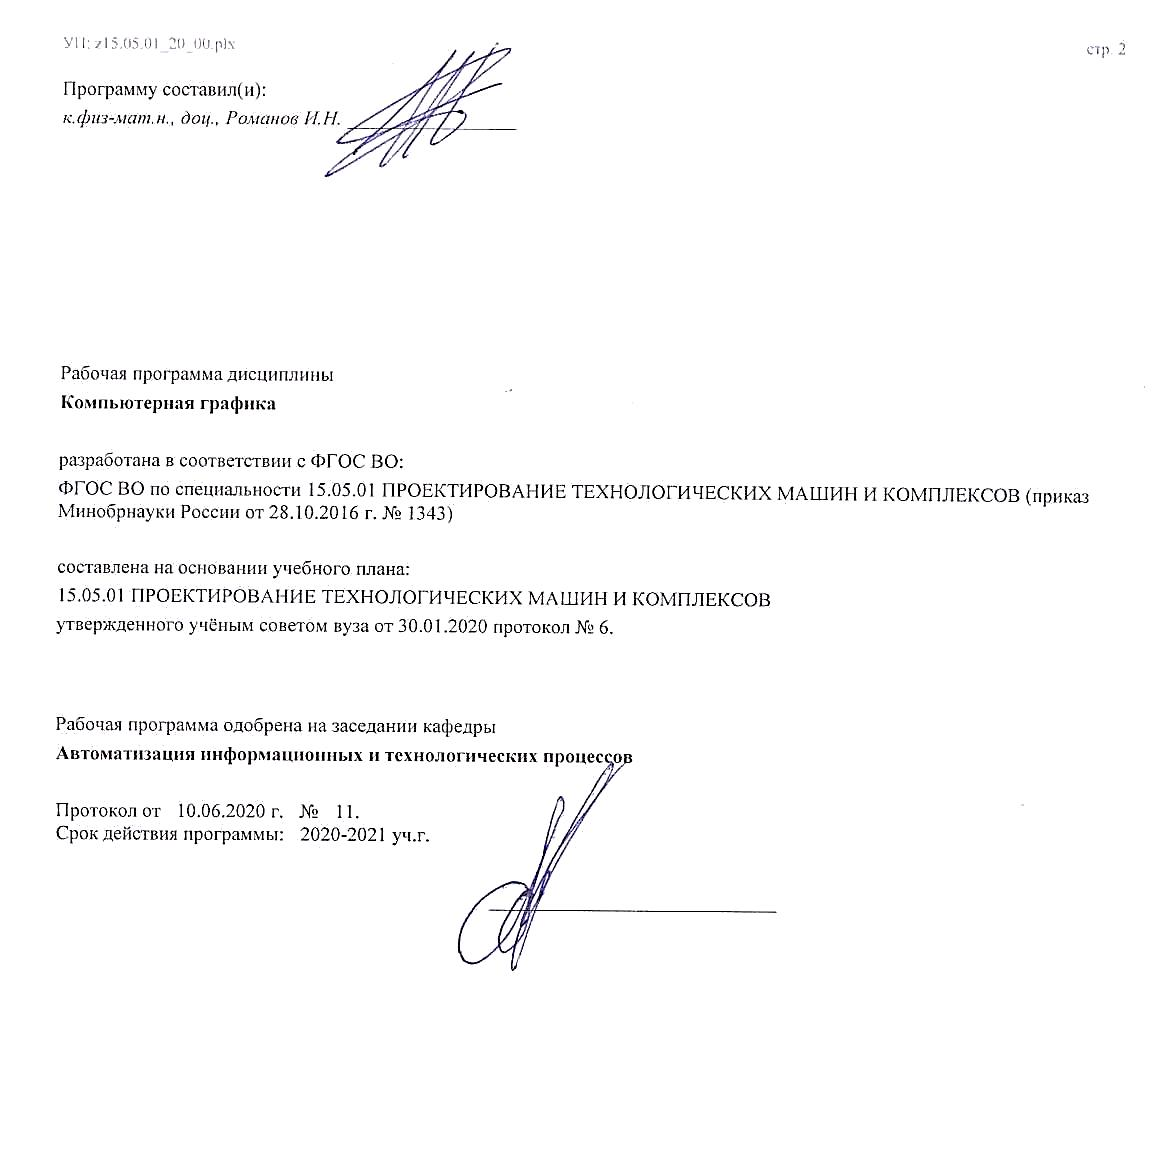 УП: z15.05.01_20_00.plx
стр. 2
Программу составил(и):
к.физ-мат.н., доц., Романов И.Н.
Рабочая программа дисциплины
Компьютерная графика
разработана в соответствии с ФГОС ВО:
ФГОС ВО по специальности 15.05.01 ПРОЕКТИРОВАНИЕ ТЕХНОЛОГИЧЕСКИХ МАШИН И КОМПЛЕКСОВ (приказ
Минобрнауки России от 28.10.2016 г. № 1343)
составлена на основании учебного плана:
15.05.01 ПРОЕКТИРОВАНИЕ ТЕХНОЛОГИЧЕСКИХ МАШИН И КОМПЛЕКСОВ
утвержденного учёным советом вуза от 30.01.2020 протокол № 6.
Рабочая программа одобрена на заседании кафедры
Автоматизация информационных и технологических процессов
Протокол от 10.06.2020 г. № 11.
Срок действия программы: 2020-2021 уч.г.